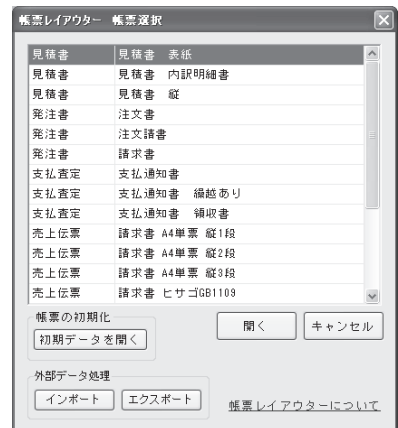 帳票レイアウター 帳票選択
見積書 見積書 表紙
見積書 見積書 内訳明細書
見積書 見積書 縦
発注書 注文書
発注書 注文請書
発注書 請求書
支払査定 支払通知書
支払査定 支払通知書 繰越あり
支払査定 支払通知書 領収書
売上伝票 請求書 A4単票 縦1段
売上伝票 請求書 A4単票 縦2段
売上伝票 請求書 A4単票 縦3段
売上伝票 請求書 ヒサゴGB1109
帳票の初期化
初期データを開く
開く
キャンセル
外部データ処理
インポート
エクスポート
帳票レイアウターについて